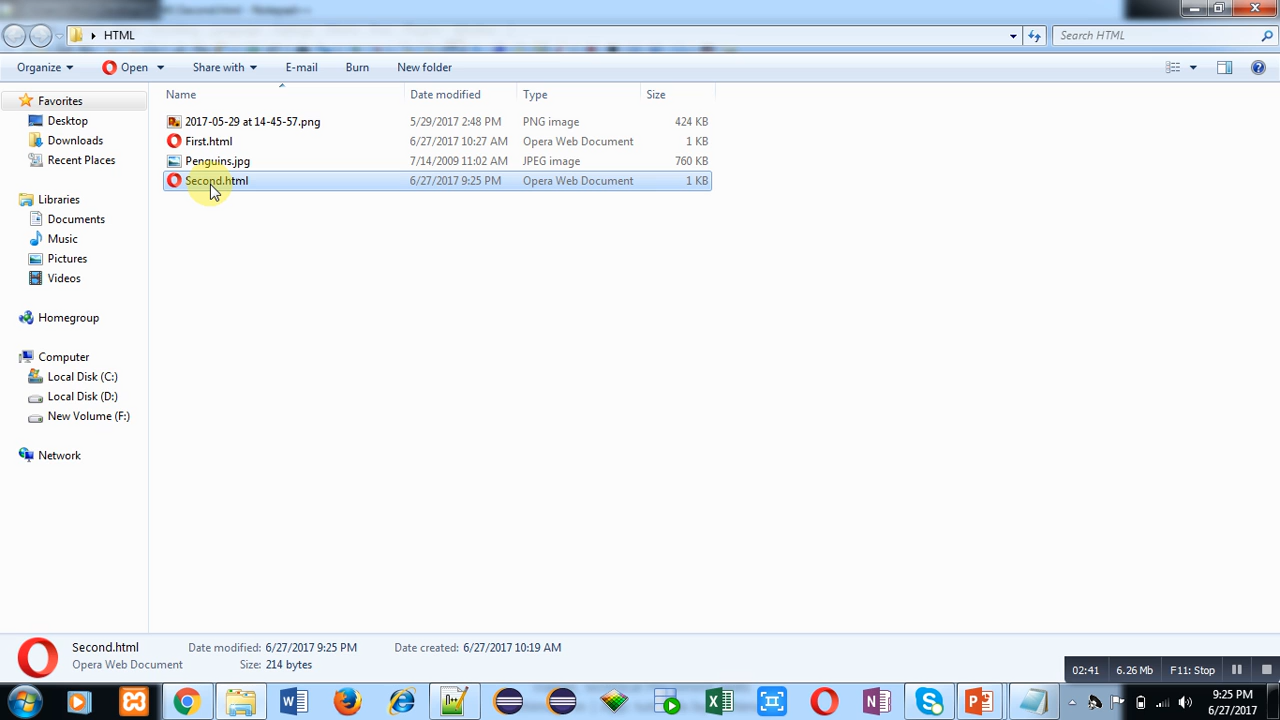 HTML
Search HTML
Organize Open Share with E-mail Burn New folder
Name Date modified Type Size
Favorites
Desktop
Downloads
Recent Places
Libraries
Documents
Music
Pictures
Videos
Homegroup
Computer
Local Disk (C:)
Local Disk (D:)
New Volume (F:)
Network
2017-05-29 at 14-45-57.png 5/29/2017 2:48 PM PNG image 424 KB
First.html 6/27/2017 10:27 AM Opera Web Document 1 KB
Penguins.jpg 7/14/2009 11:02 AM JPEG image 760 KB
Second.html 6/27/2017 9:25 PM Opera Web Document 1 KB
Second.html Date modified: 6/27/2017 9:25 PM Date created: 6/27/2017 10:19 AM
Opera Web Document Size: 214 bytes
02:41 6.26 Mb F11: Stop
9:25 PM
6/27/2017